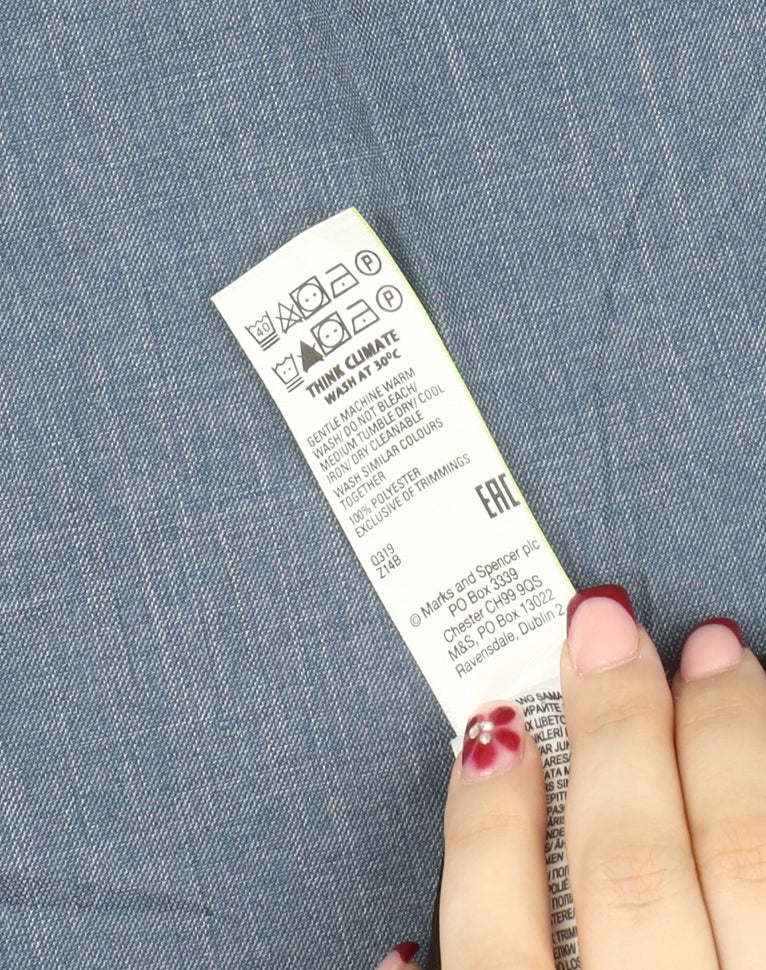 40 P
P
THINK CLIMATE
WASH AT 30°C
GENTLE MACHINE WARM
WASH/ DO NOT BLEACH/
MEDIUM TUMBLE DRY/ COOL
IRON/ DRY CLEANABLE
WASH SIMILAR COLOURS
TOGETHER
100% POLYESTER
EXCLUSIVE OF TRIMMINGS
EAC
Q319
Z14B
© Marks and Spencer plc
PO Box 3339
Chester CH99 9QS
M&S, PO Box 13022
Ravensdale, Dublin 2